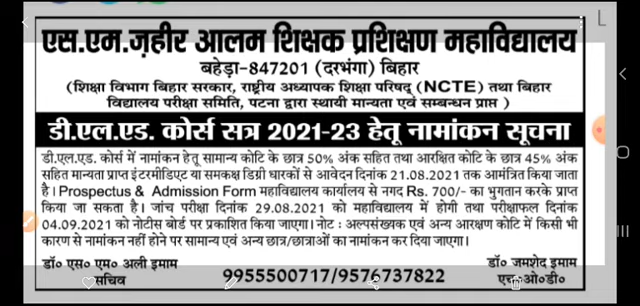 एस.एम.ज़हीर आलम शिक्षक प्रशिक्षण महाविद्यालय
बहेड़ा-847201 (दरभंगा) बिहार
(शिक्षा विभाग बिहार सरकार, राष्ट्रीय अध्यापक शिक्षा परिषद् (NCTE) तथा बिहार
विद्यालय परीक्षा समिति, पटना द्वारा स्थायी मान्यता एवं सम्बन्धन प्राप्त )
डी.एल.एड. कोर्स सत्र 2021-23 हेतु नामांकन सूचना
डी.एल.एड. कोर्स में नामांकन हेतु सामान्य कोटि के छात्र 50% अंक सहित तथा आरक्षित कोटि के छात्र 45% अंक
सहित मान्यता प्राप्त इंटरमीडिएट या समकक्ष डिग्री धारकों से आवेदन दिनांक 21.08.2021 तक आमंत्रित किया जाता
है। Prospectus & Admission Form महाविद्यालय कार्यालय से नगद Rs. 700/- का भुगतान करके प्राप्त
किया जा सकता है। जांच परीक्षा दिनांक 29.08.2021 को महाविद्यालय में होगी तथा परीक्षाफल दिनांक
04.09.2021 को नोटीस बोर्ड पर प्रकाशित किया जाएगा। नोट : अल्पसंख्यक एवं अन्य आरक्षण कोटि में किसी भी
कारण से नामांकन नहीं होने पर सामान्य एवं अन्य छात्र/छात्राओं का नामांकन कर दिया जाएगा।
डॉ० एस० एम० अली इमाम
सचिव
9955500717/9576737822
डॉ० जमशेद इमाम
एच०ओ०डी०